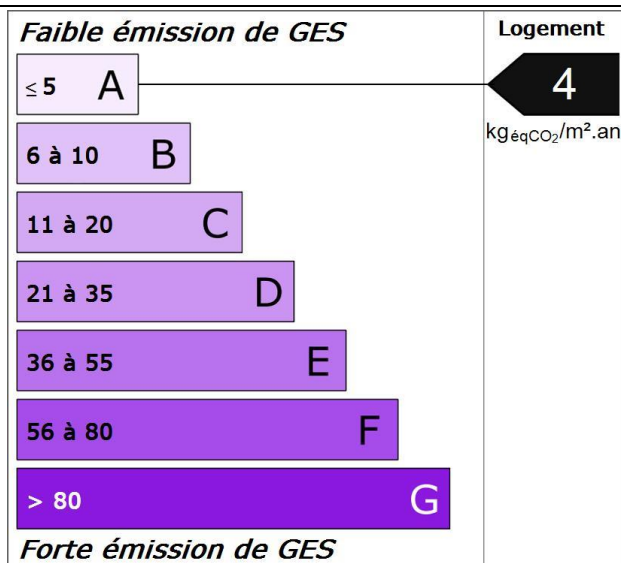 Faible émission de GES
Logement
≤ 5 A
4
kgéqCO₂/m².an
6 à 10 B
11 à 20 C
21 à 35 D
36 à 55 E
56 à 80 F
> 80 G
Forte émission de GES